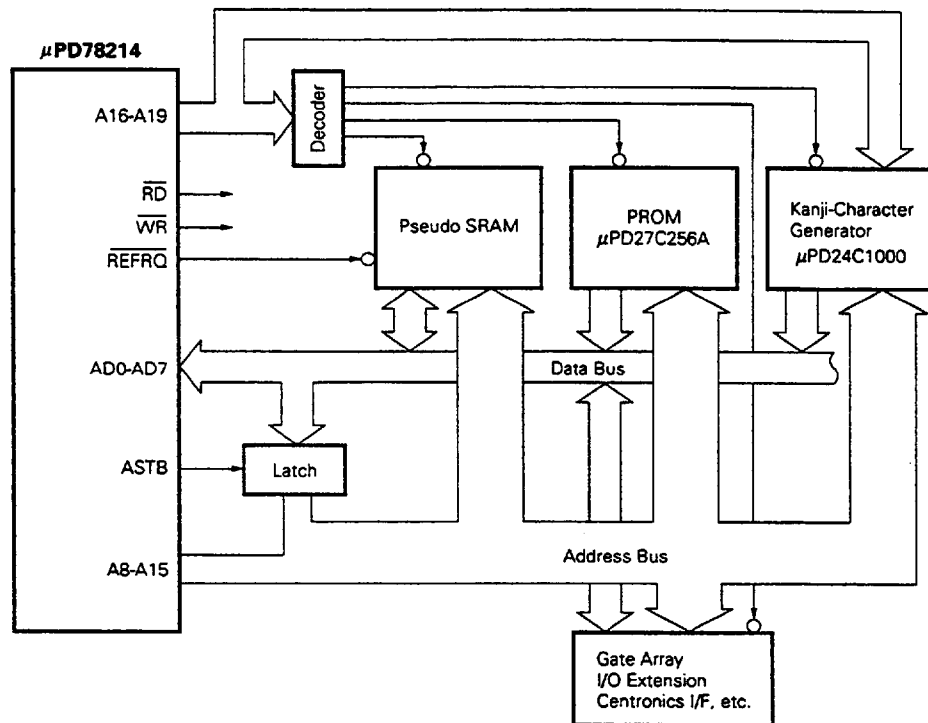 μPD78214
A16-A19
Decoder
RD
WR
REFRQ
Pseudo SRAM
PROM
μPD27C256A
Kanji-Character
Generator
μPD24C1000
AD0-AD7
Data Bus
ASTB
Latch
Address Bus
A8-A15
Gate Array
I/O Extension
Centronics I/F, etc.